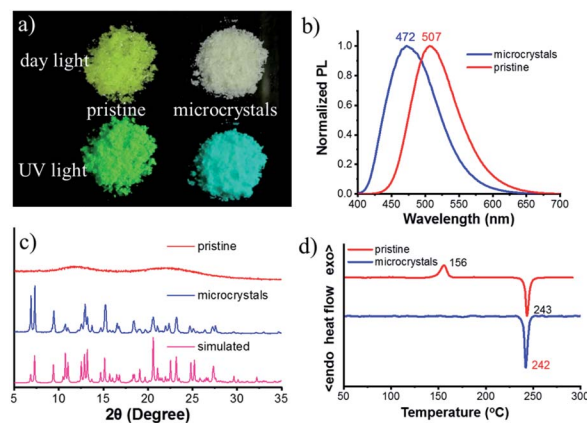 a)
day light
pristine
microcrystals
UV light
b)
472
507
microcrystals
pristine
Normalized PL
1.0
0.8
0.6
0.4
0.2
0.0
400 450 500 550 600 650 700
Wavelength (nm)
c)
pristine
microcrystals
simulated
5 10 15 20 25 30 35
2θ (Degree)
d)
pristine
microcrystals
156
243
242
<endo heat flow exo>
50 100 150 200 250 300
Temperature (°C)